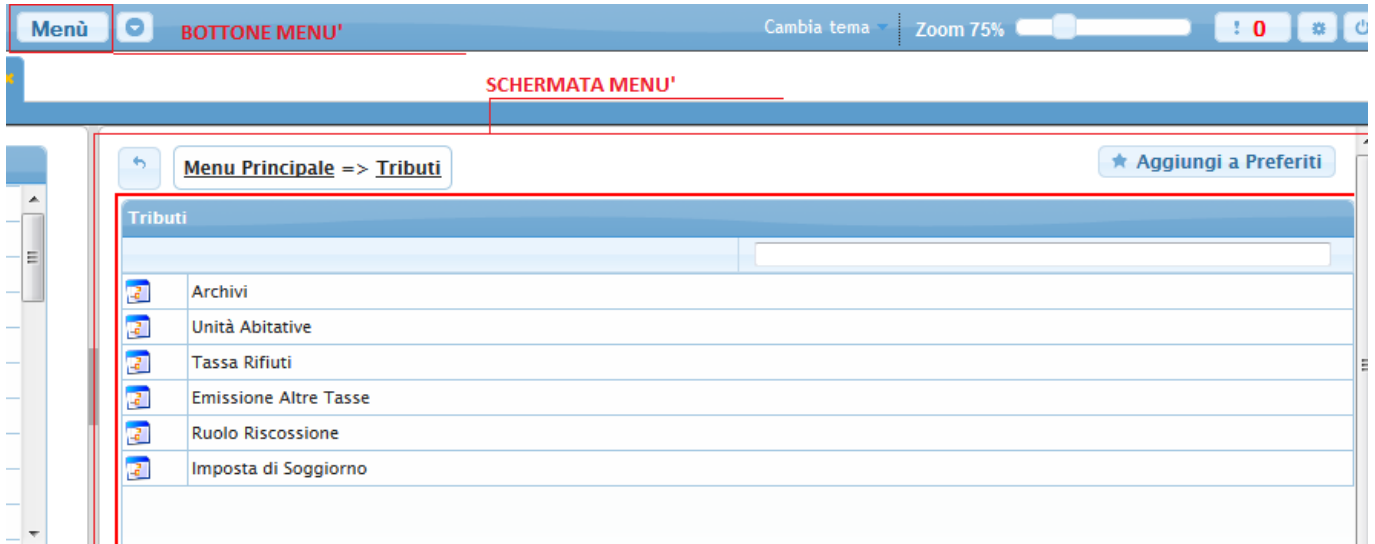 Menù BOTTONE MENU' Cambia tema Zoom 75% ! 0
SCHERMATA MENU'
Menu Principale => Tributi Aggiungi a Preferiti
Tributi
Archivi
Unità Abitative
Tassa Rifiuti
Emissione Altre Tasse
Ruolo Riscossione
Imposta di Soggiorno